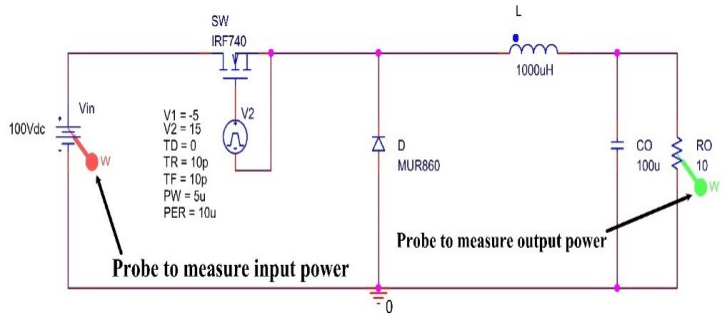 SW
IRF740
L
1000uH
Vin
100Vdc
W
V1 = -5
V2 = 15
TD = 0
TR = 10p
TF = 10p
PW = 5u
PER = 10u
V2
D
MUR860
CO
100u
RO
10
W
Probe to measure output power
Probe to measure input power
0